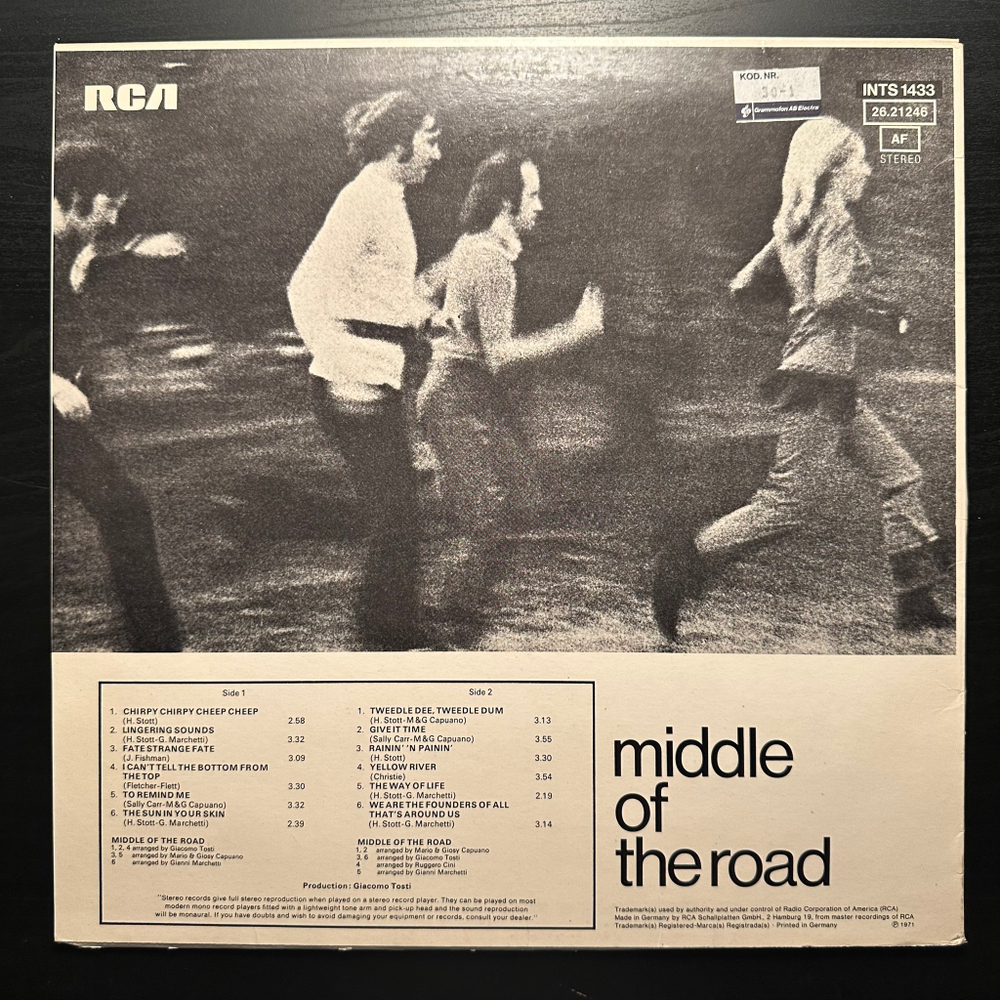 RCA
KOD. NR.
30-1
Grammofon AB Electra
INTS 1433
26.21246
AF
STEREO
Side 1
1. CHIRPY CHIRPY CHEEP CHEEP
(H. Stott) 2.58
2. LINGERING SOUNDS
(H. Stott-G. Marchetti) 3.32
3. FATE STRANGE FATE
(J. Fishman) 3.09
4. I CAN'T TELL THE BOTTOM FROM
THE TOP
(Fletcher-Flett) 3.30
5. TO REMIND ME
(Sally Carr-M & G Capuano) 3.32
6. THE SUN IN YOUR SKIN
(H. Stott-G. Marchetti) 2.39
MIDDLE OF THE ROAD
1, 2, 4 arranged by Giacomo Tosti
3, 5 arranged by Mario & Giosy Capuano
6 arranged by Gianni Marchetti
Side 2
1. TWEEDLE DEE, TWEEDLE DUM
(H. Stott-M & G Capuano) 3.13
2. GIVE IT TIME
(Sally Carr-M & G Capuano) 3.55
3. RAININ' 'N PAININ'
(H. Stott) 3.30
4. YELLOW RIVER
(Christie) 3.54
5. THE WAY OF LIFE
(H. Stott-G. Marchetti) 2.19
6. WE ARE THE FOUNDERS OF ALL
THAT'S AROUND US
(H. Stott-G. Marchetti) 3.14
MIDDLE OF THE ROAD
1, 2 arranged by Mario & Giosy Capuano
3, 6 arranged by Giacomo Tosti
4 arranged by Ruggero Cini
5 arranged by Gianni Marchetti
Production: Giacomo Tosti
"Stereo records give full stereo reproduction when played on a stereo record player. They can be played on most
modern mono record players fitted with a lightweight tone arm and pick-up head and the sound reproduction
will be monaural. If you have doubts and wish to avoid damaging your equipment or records, consult your dealer."
middle
of
the road
Trademark(s) used by authority and under control of Radio Corporation of America (RCA)
Made in Germany by RCA Schallplatten GmbH., 2 Hamburg 19, from master recordings of RCA
Trademark(s) Registered-Marca(s) Registrada(s) · Printed in Germany ℗ 1971